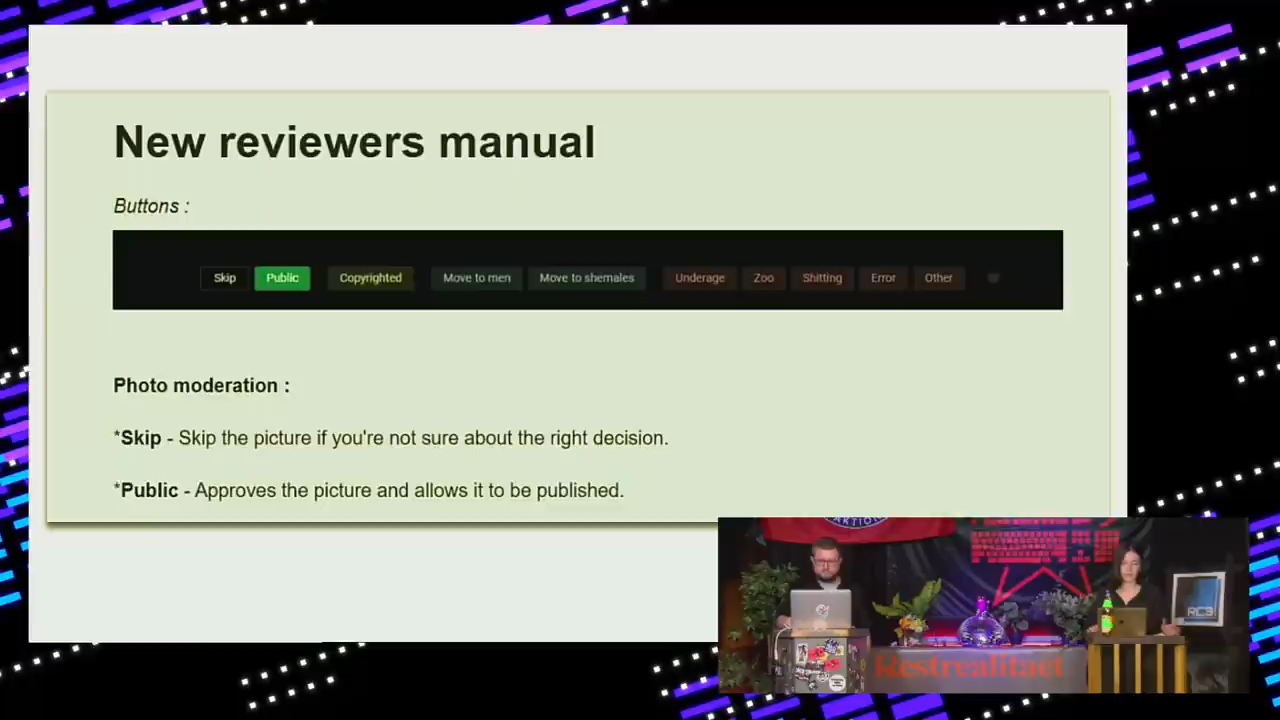 New reviewers manual
Buttons :
Skip Public Copyrighted Move to men Move to shemales Underage Zoo Shitting Error Other
Photo moderation :
*Skip - Skip the picture if you're not sure about the right decision.
*Public - Approves the picture and allows it to be published.
AKTION
RC3
Restrealitaet